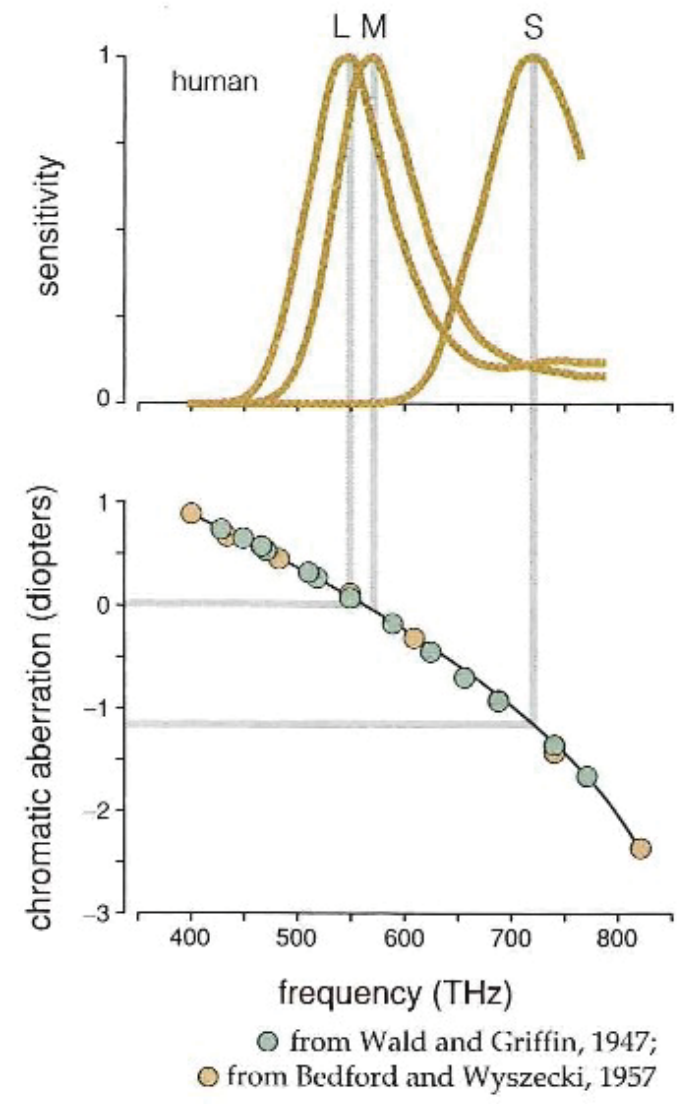 L M S
1
human
sensitivity
0
1
0
−1
−2
−3
chromatic aberration (diopters)
400 500 600 700 800
frequency (THz)
from Wald and Griffin, 1947;
from Bedford and Wyszecki, 1957